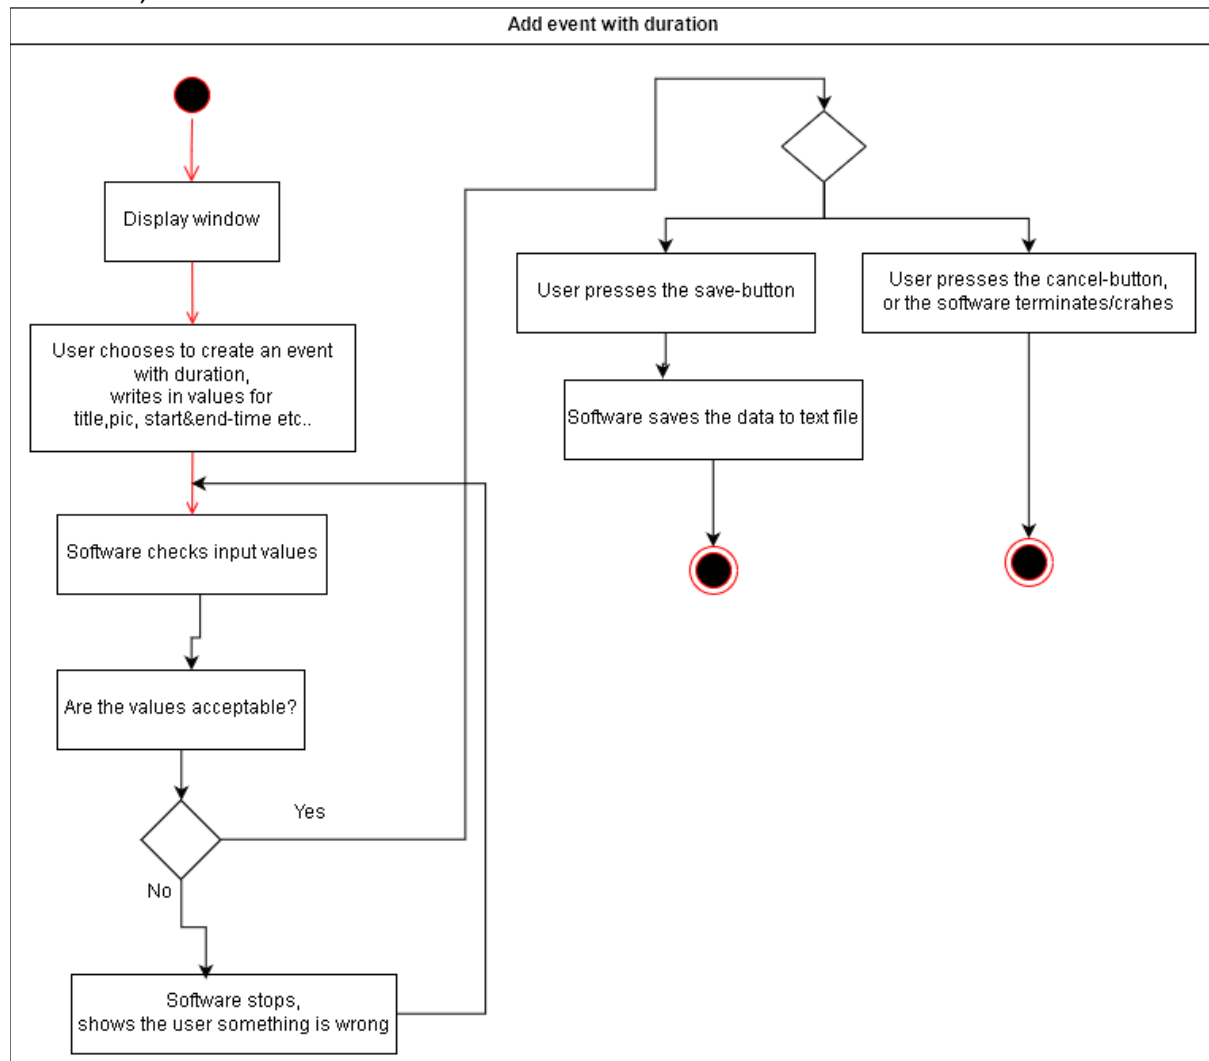 Add event with duration
Display window
User chooses to create an event
with duration,
writes in values for
title,pic, start&end-time etc..
Software checks input values
Are the values acceptable?
Yes
No
Software stops,
shows the user something is wrong
User presses the save-button
Software saves the data to text file
User presses the cancel-button,
or the software terminates/crahes